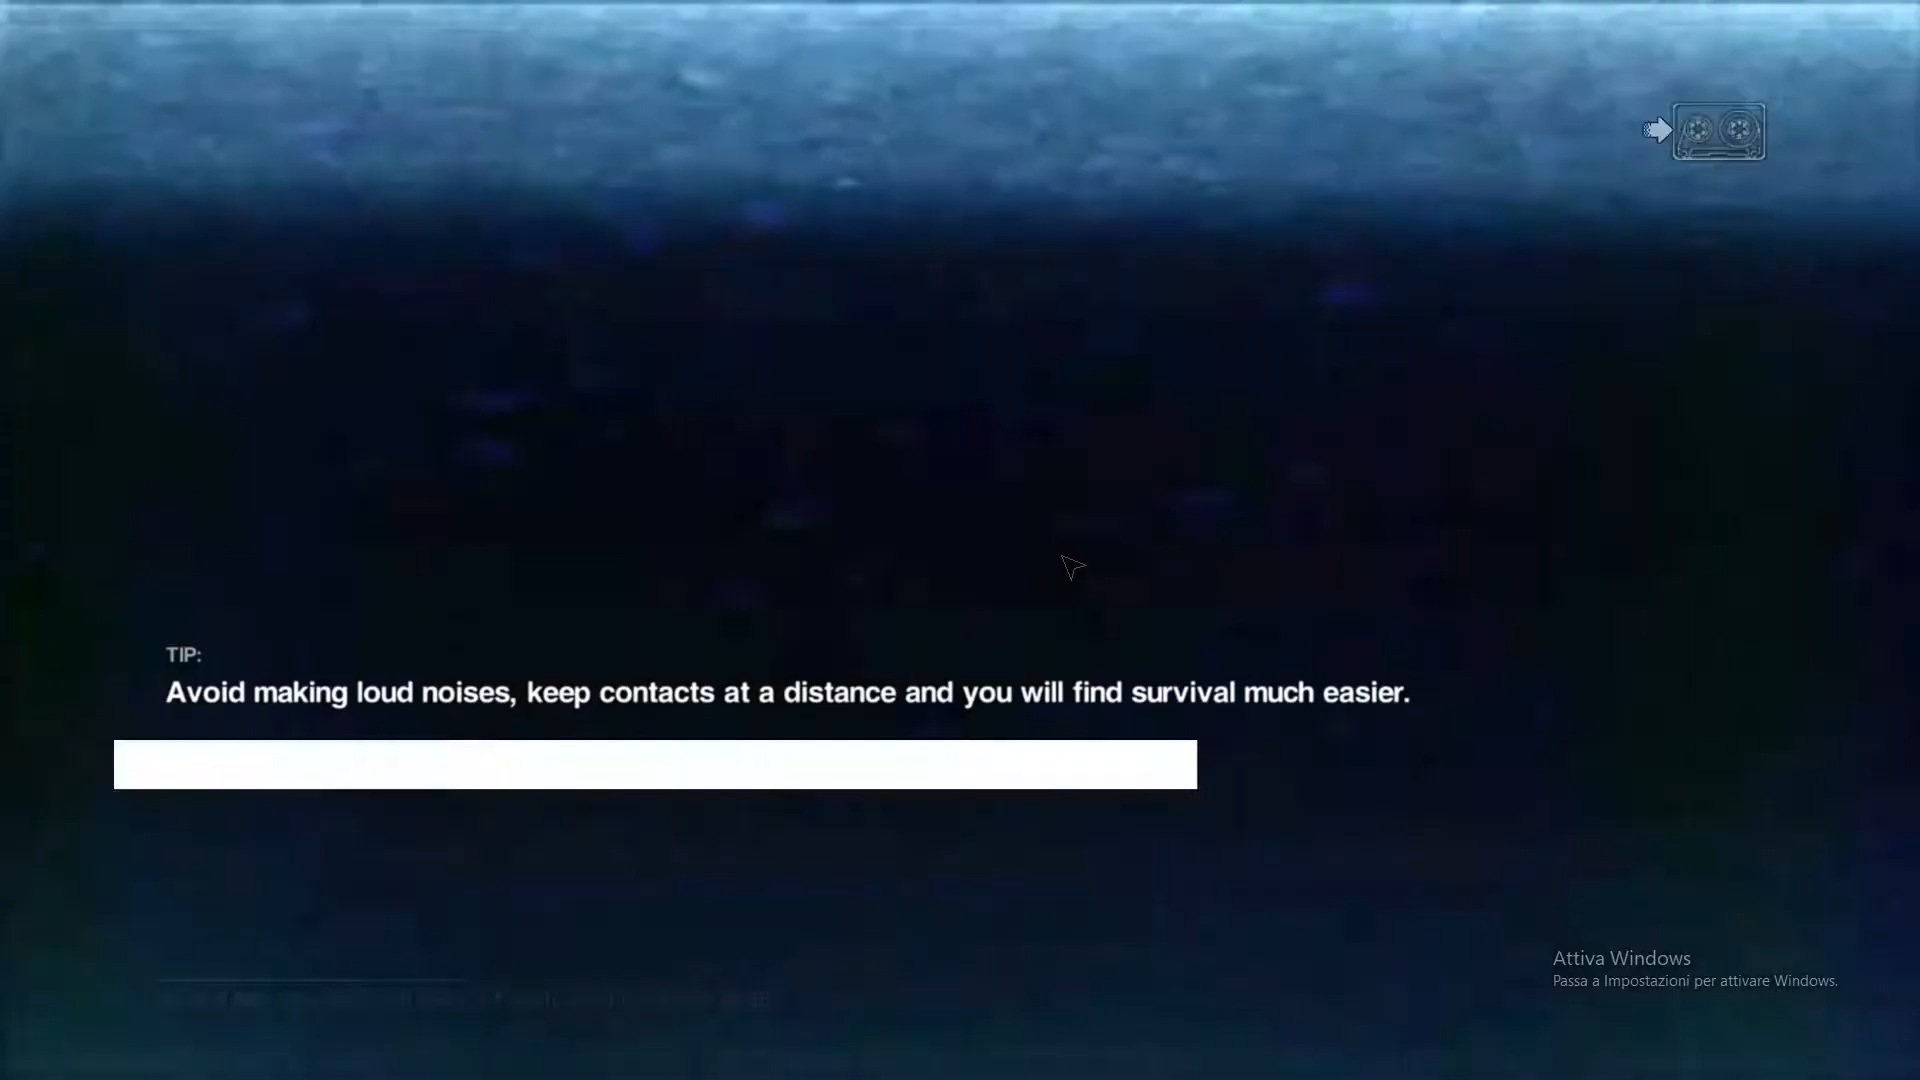 TIP:
Avoid making loud noises, keep contacts at a distance and you will find survival much easier.
Attiva Windows
Passa a Impostazioni per attivare Windows.